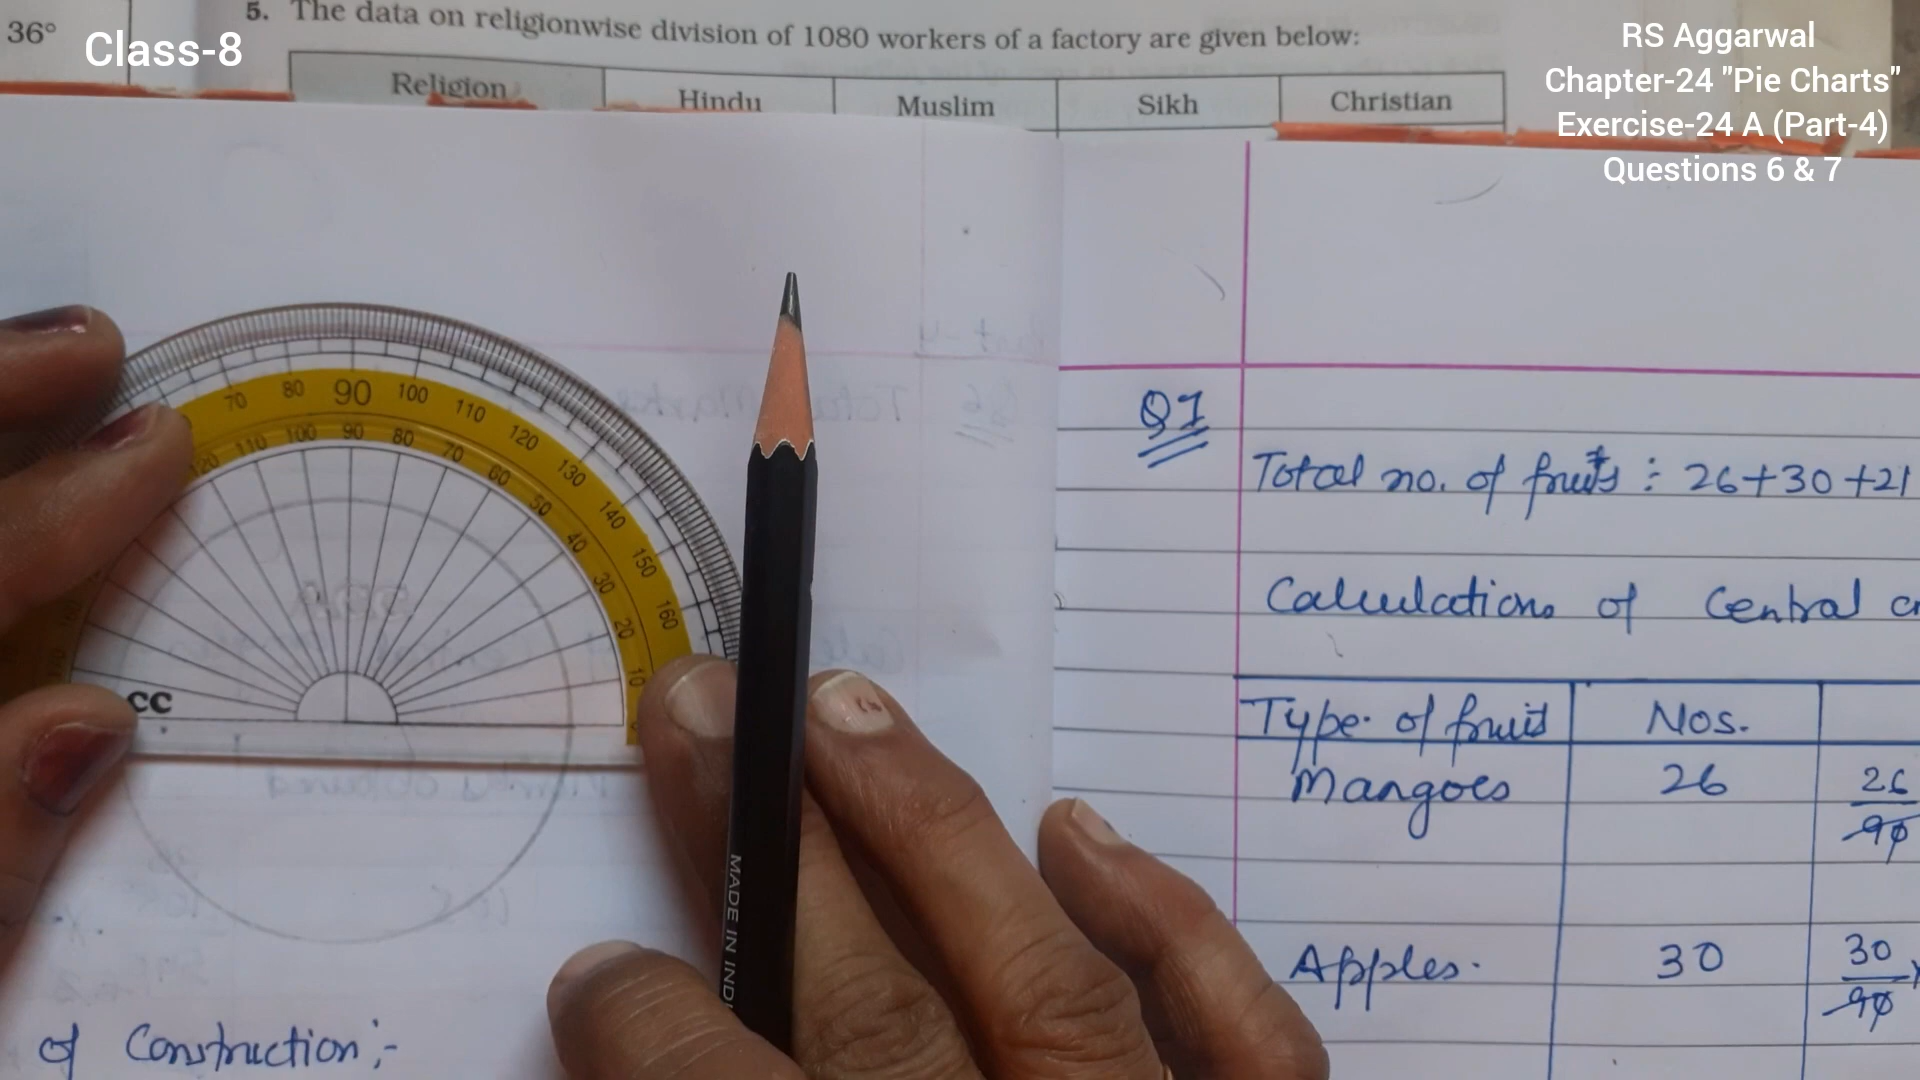 36°
Class-8
5. The data on religionwise division of 1080 workers of a factory are given below:
Religion Hindu Muslim Sikh Christian
RS Aggarwal
Chapter-24 "Pie Charts"
Exercise-24 A (Part-4)
Questions 6 & 7
70 80 90 100 110 120 130 140 150 160
120 110 100 90 80 70 60 50 40 30 20 10
CC
MADE IN INDI
of Construction :-
Q7
Total no. of fruits : 26+30+21
Calculations of Central
Type of fruit Nos.
Mangoes 26 26
90
Apples. 30 30
90